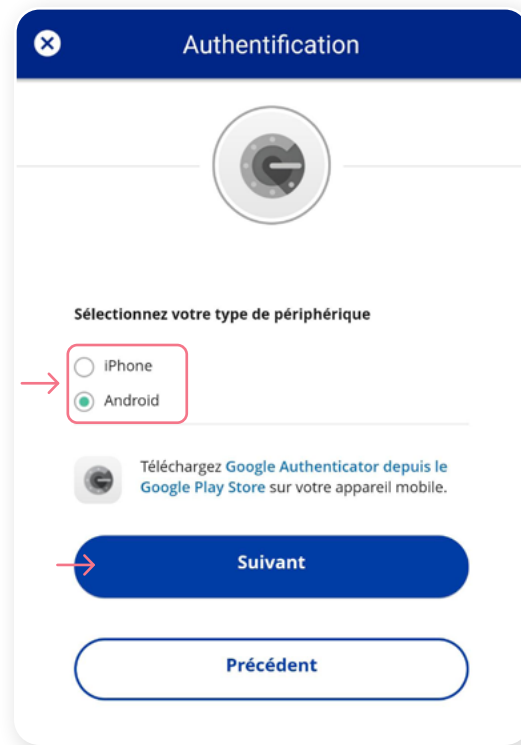 Authentification
Sélectionnez votre type de périphérique
iPhone
Android
Téléchargez Google Authenticator depuis le
Google Play Store sur votre appareil mobile.
Suivant
Précédent